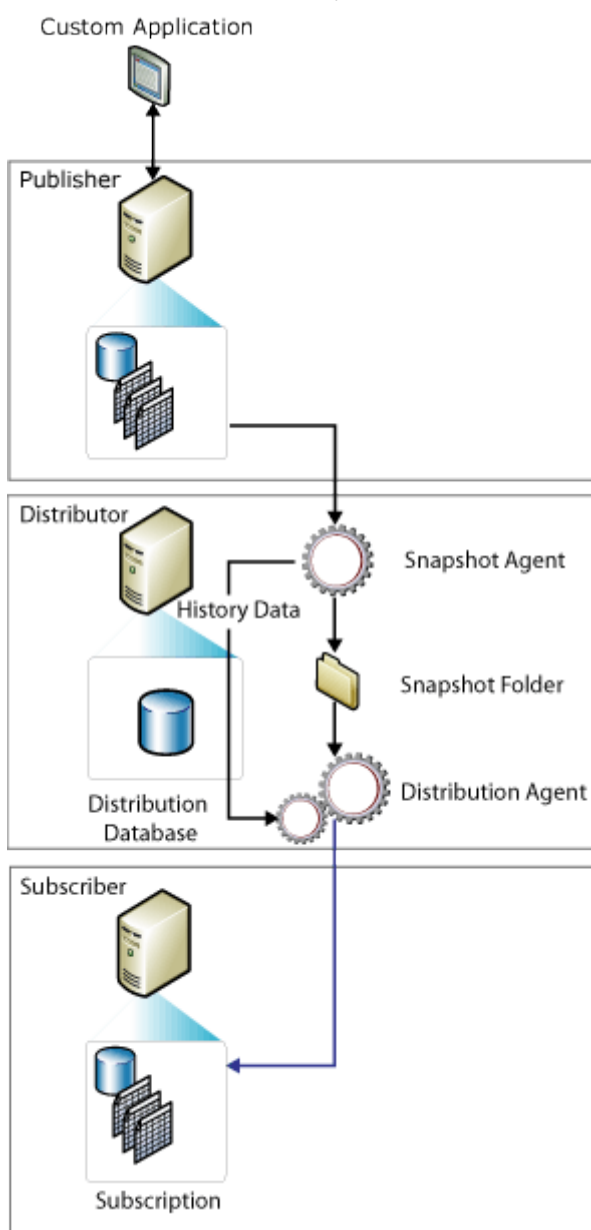 Custom Application
Publisher
Distributor
Snapshot Agent
History Data
Snapshot Folder
Distribution Agent
Distribution
Database
Subscriber
Subscription